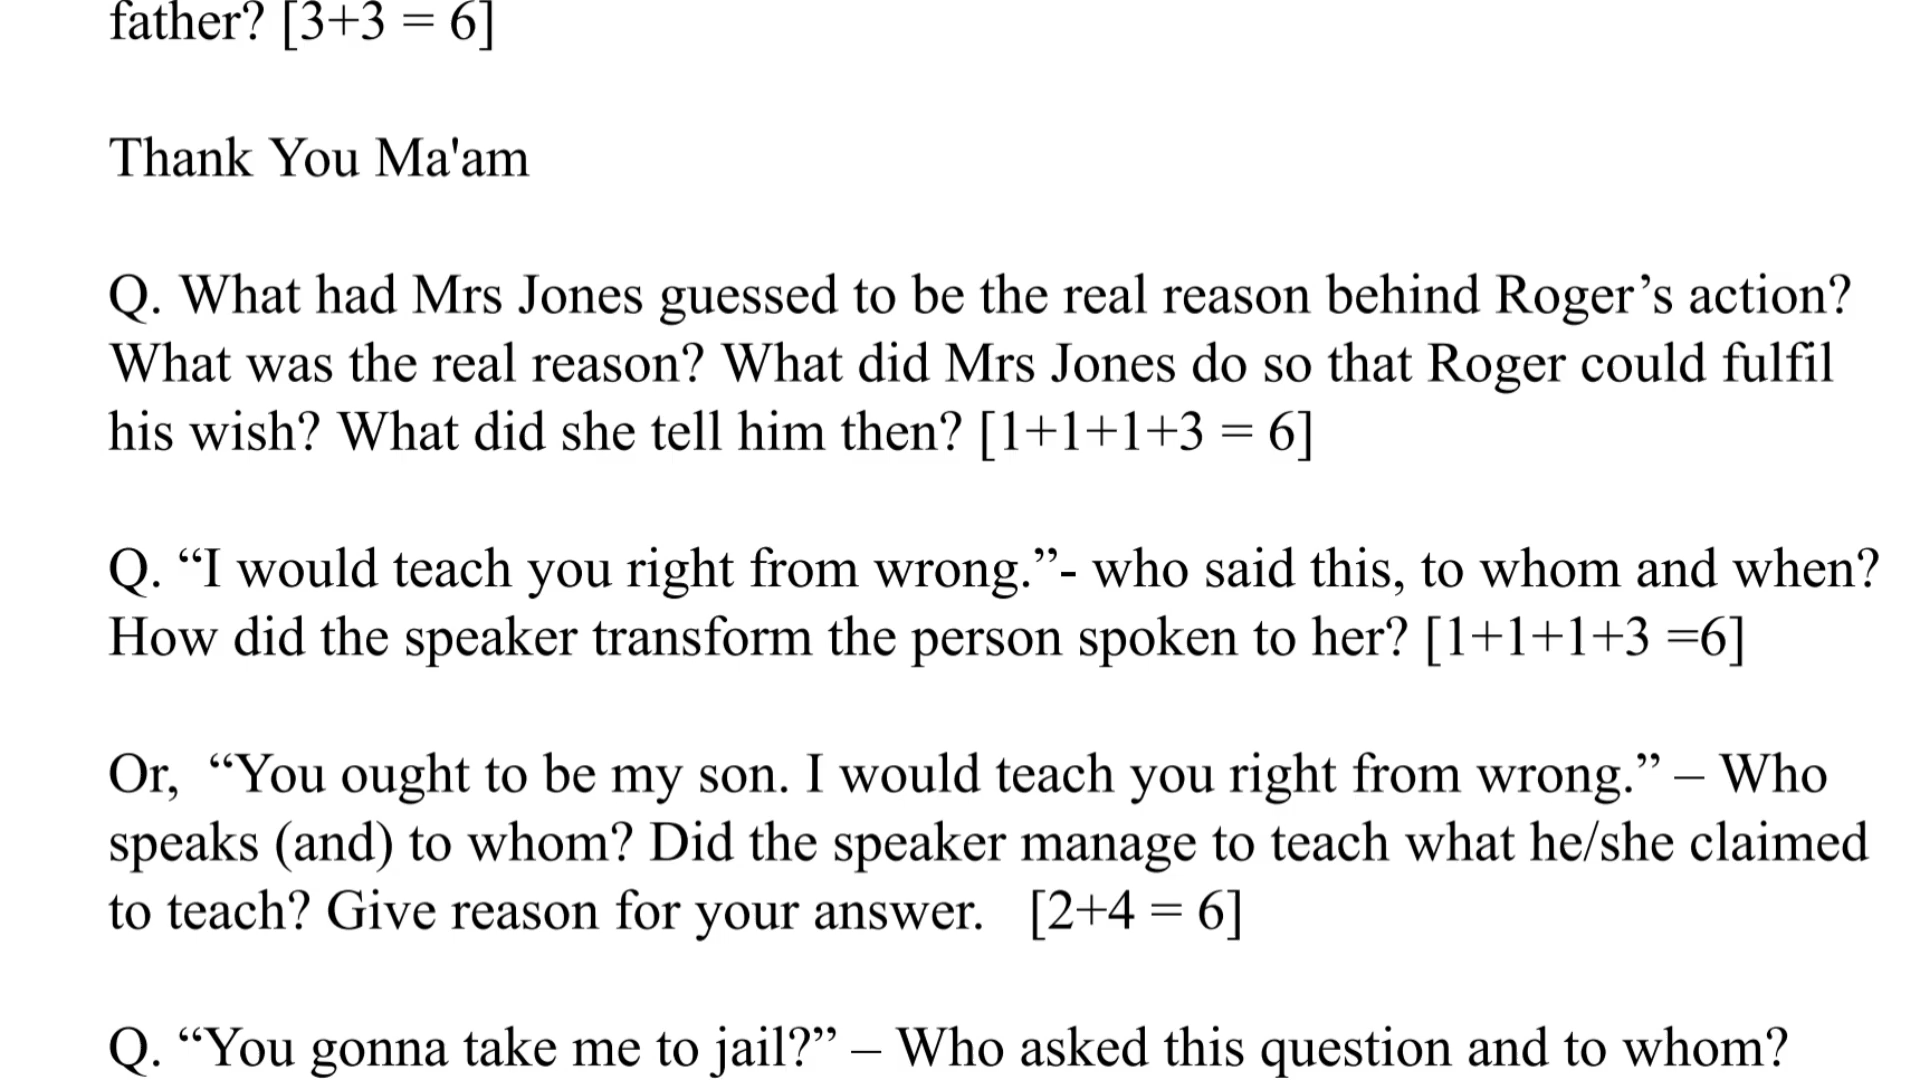 father? [3+3 = 6]
Thank You Ma'am
Q. What had Mrs Jones guessed to be the real reason behind Roger’s action?
What was the real reason? What did Mrs Jones do so that Roger could fulfil
his wish? What did she tell him then? [1+1+1+3 = 6]
Q. “I would teach you right from wrong.”- who said this, to whom and when?
How did the speaker transform the person spoken to her? [1+1+1+3 =6]
Or,  “You ought to be my son. I would teach you right from wrong.” – Who
speaks (and) to whom? Did the speaker manage to teach what he/she claimed
to teach? Give reason for your answer.   [2+4 = 6]
Q. “You gonna take me to jail?” – Who asked this question and to whom?